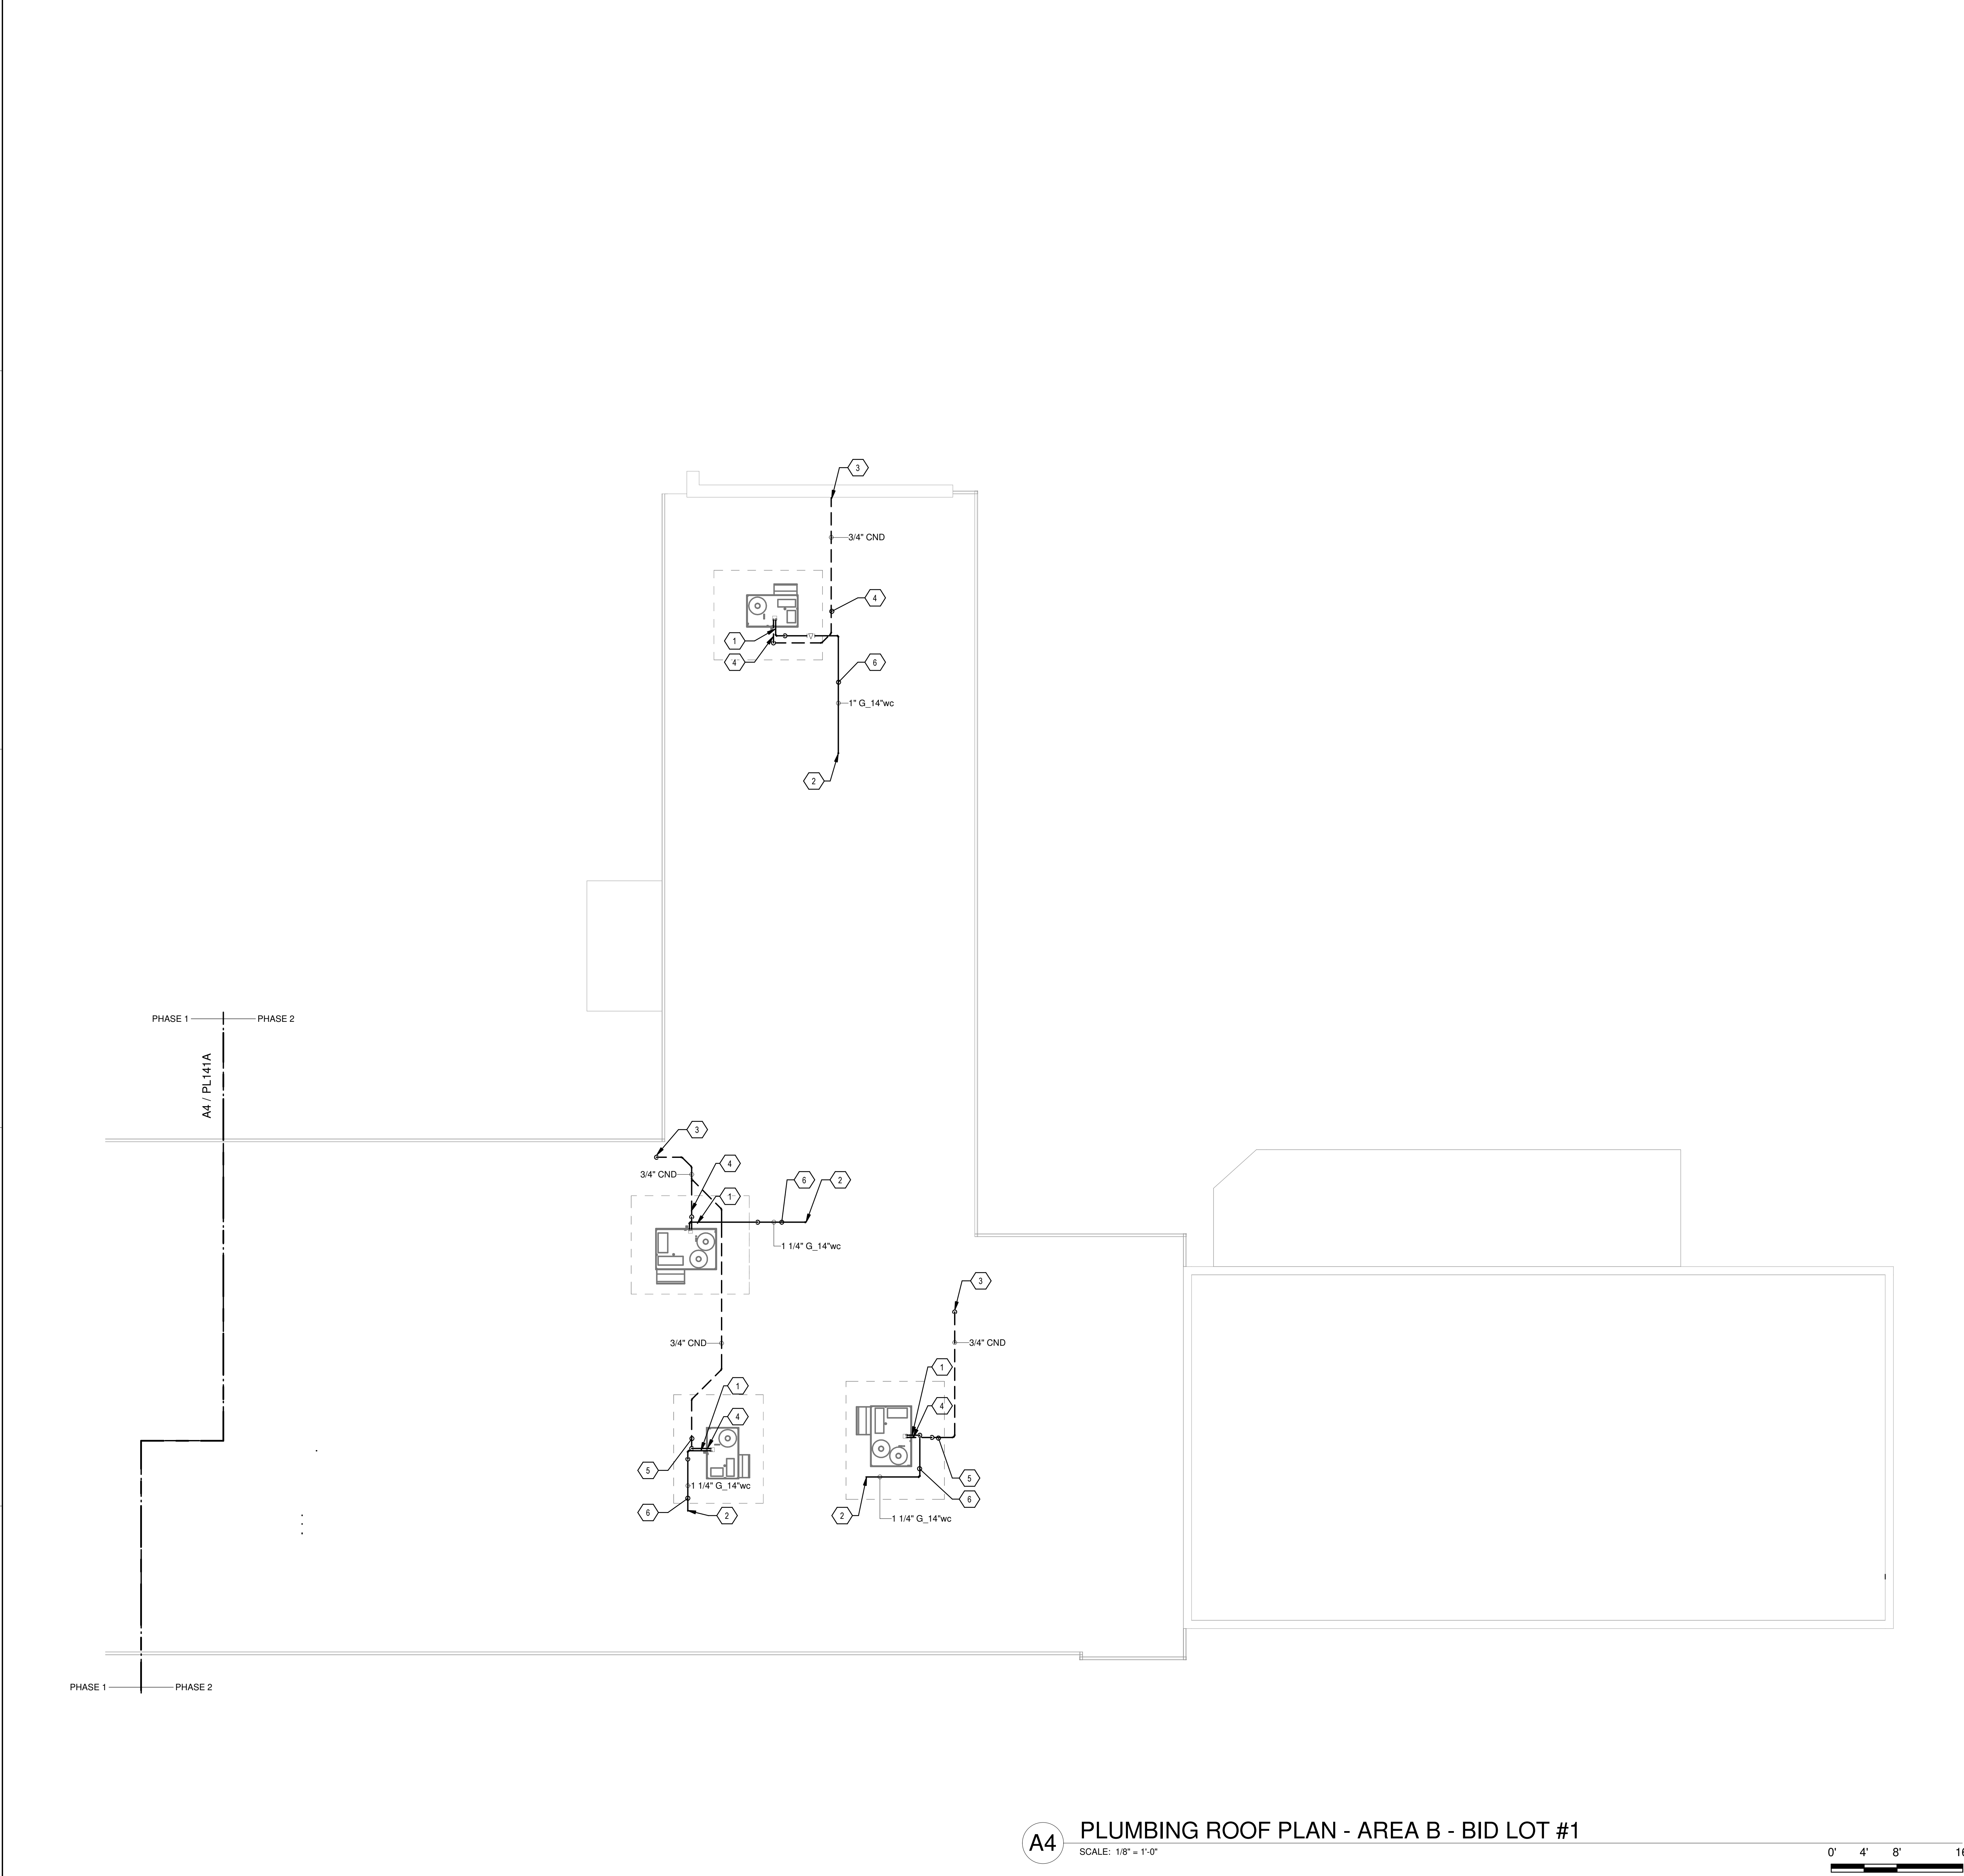 3
3/4" CND
4
1
4
6
1" G_14"wc
2
PHASE 1
PHASE 2
A4 / PL141A
3
4
3/4" CND
6
2
1
1 1/4" G_14"wc
3
3/4" CND
3/4" CND
1
1
4
4
5
5
1 1/4" G_14"wc
6
6
2
2
1 1/4" G_14"wc
PHASE 1
PHASE 2
A4
PLUMBING ROOF PLAN - AREA B - BID LOT #1
SCALE: 1/8" = 1'-0"
0' 4' 8' 16